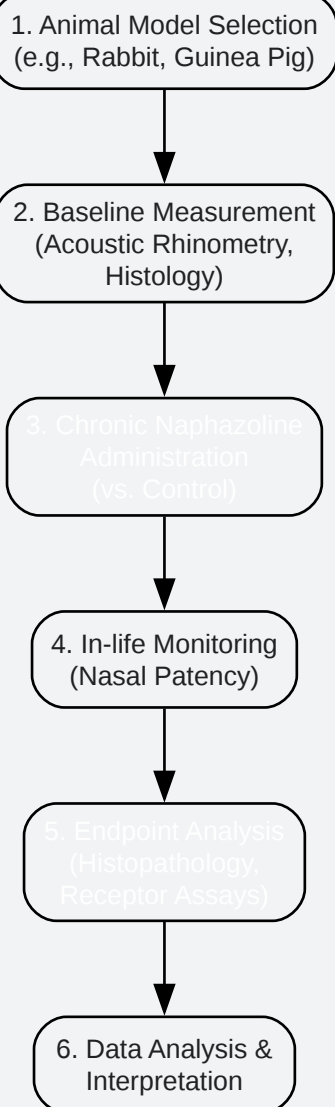 1. Animal Model Selection
(e.g., Rabbit, Guinea Pig)
2. Baseline Measurement
(Acoustic Rhinometry,
Histology)
3. Chronic Naphazoline
Administration
(vs. Control)
4. In-life Monitoring
(Nasal Patency)
5. Endpoint Analysis
(Histopathology,
Receptor Assays)
6. Data Analysis &
Interpretation